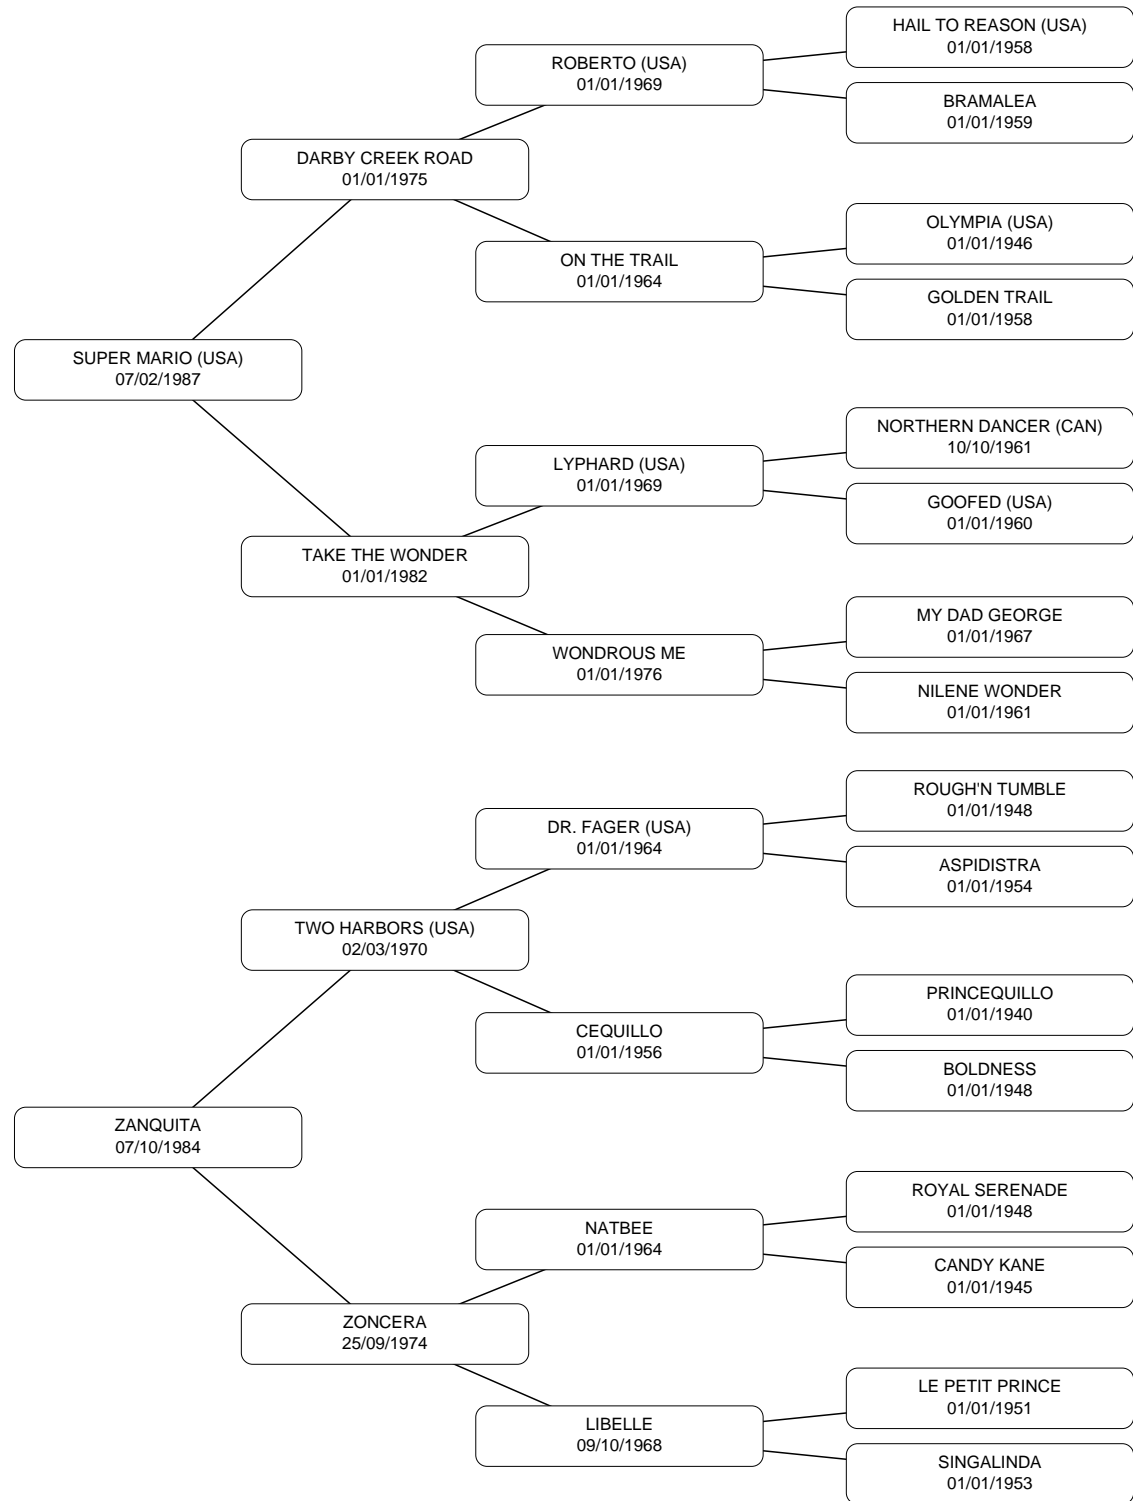 HAIL TO REASON (USA)
01/01/1958
ROBERTO (USA)
01/01/1969
BRAMALEA
01/01/1959
DARBY CREEK ROAD
01/01/1975
OLYMPIA (USA)
01/01/1946
ON THE TRAIL
01/01/1964
GOLDEN TRAIL
01/01/1958
SUPER MARIO (USA)
07/02/1987
NORTHERN DANCER (CAN)
10/10/1961
LYPHARD (USA)
01/01/1969
GOOFED (USA)
01/01/1960
TAKE THE WONDER
01/01/1982
MY DAD GEORGE
01/01/1967
WONDROUS ME
01/01/1976
NILENE WONDER
01/01/1961
ROUGH'N TUMBLE
01/01/1948
DR. FAGER (USA)
01/01/1964
ASPIDISTRA
01/01/1954
TWO HARBORS (USA)
02/03/1970
PRINCEQUILLO
01/01/1940
CEQUILLO
01/01/1956
BOLDNESS
01/01/1948
ZANQUITA
07/10/1984
ROYAL SERENADE
01/01/1948
NATBEE
01/01/1964
CANDY KANE
01/01/1945
ZONCERA
25/09/1974
LE PETIT PRINCE
01/01/1951
LIBELLE
09/10/1968
SINGALINDA
01/01/1953